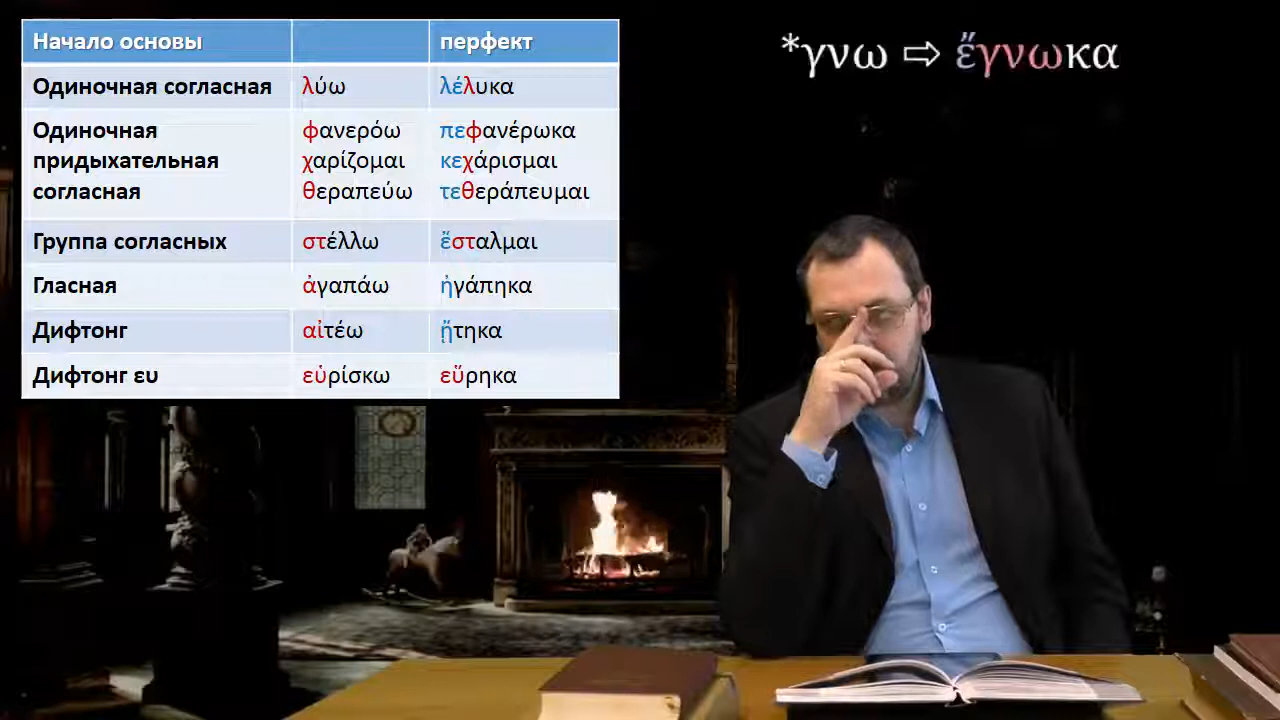 Начало основы перфект
Одиночная согласная λύω λέλυκα
Одиночная φανερόω πεφανέρωκα
придыхательная χαρίζομαι κεχάρισμαι
согласная θεραπεύω τεθεράπευμαι
Группа согласных στέλλω ἔσταλμαι
Гласная ἀγαπάω ἠγάπηκα
Дифтонг αἰτέω ᾔτηκα
Дифтонг ευ εὑρίσκω εὕρηκα
*γνω ⇨ ἔγνωκα